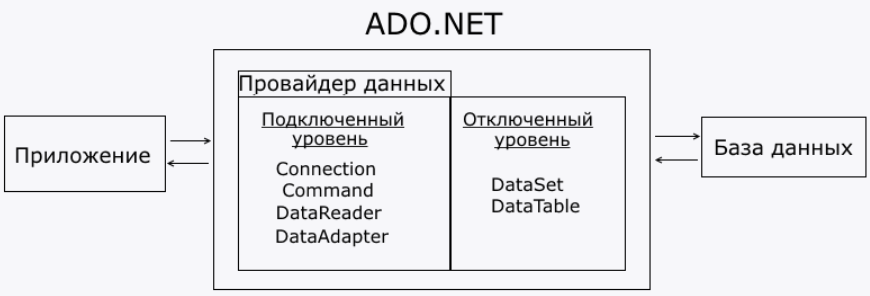 ADO.NET
Провайдер данных
Приложение
Подключенный
уровень
Connection
Command
DataReader
DataAdapter
Отключенный
уровень
DataSet
DataTable
База данных